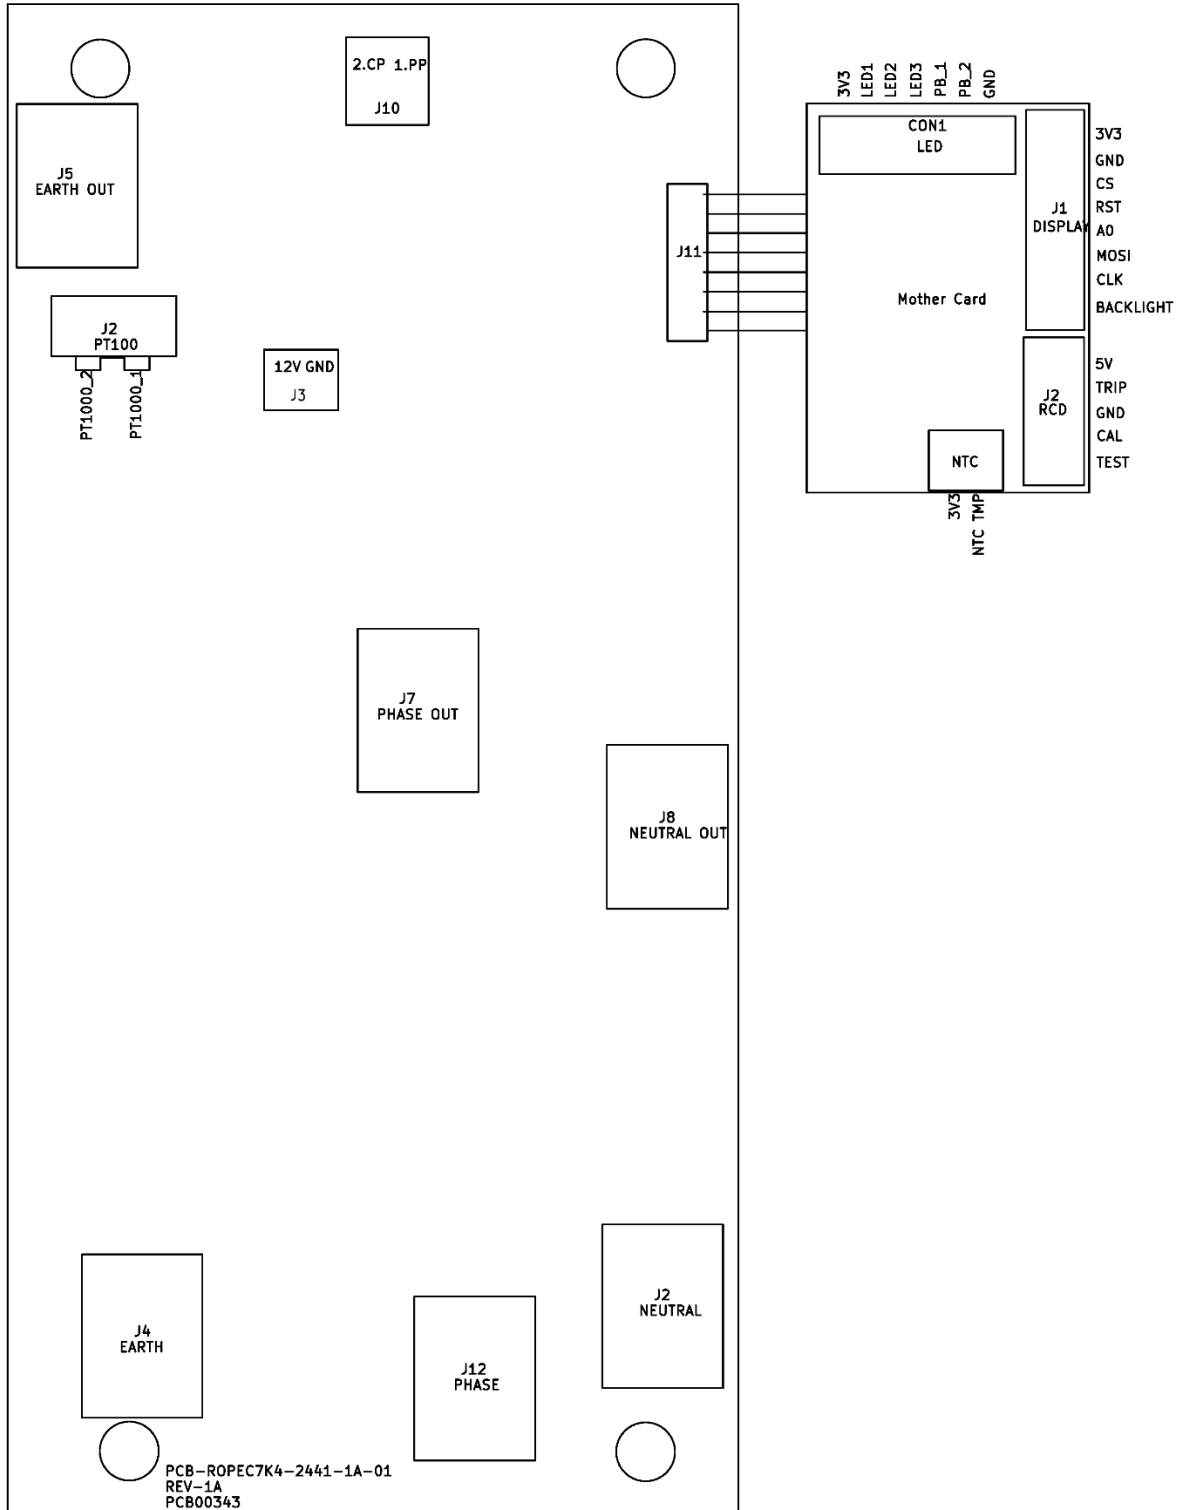 2.CP 1.PP
J10
J5
EARTH OUT
J2
PT100
PT1000_2
PT1000_1
12V GND
J3
J11
3V3
LED1
LED2
LED3
PB_1
PB_2
GND
CON1
LED
J1
DISPLAY
3V3
GND
CS
RST
A0
MOSI
CLK
BACKLIGHT
Mother Card
J2
RCD
5V
TRIP
GND
CAL
TEST
NTC
3V3
NTC TMP
J7
PHASE OUT
J8
NEUTRAL OUT
J4
EARTH
J12
PHASE
J2
NEUTRAL
PCB-ROPEC7K4-2441-1A-01
REV-1A
PCB00343